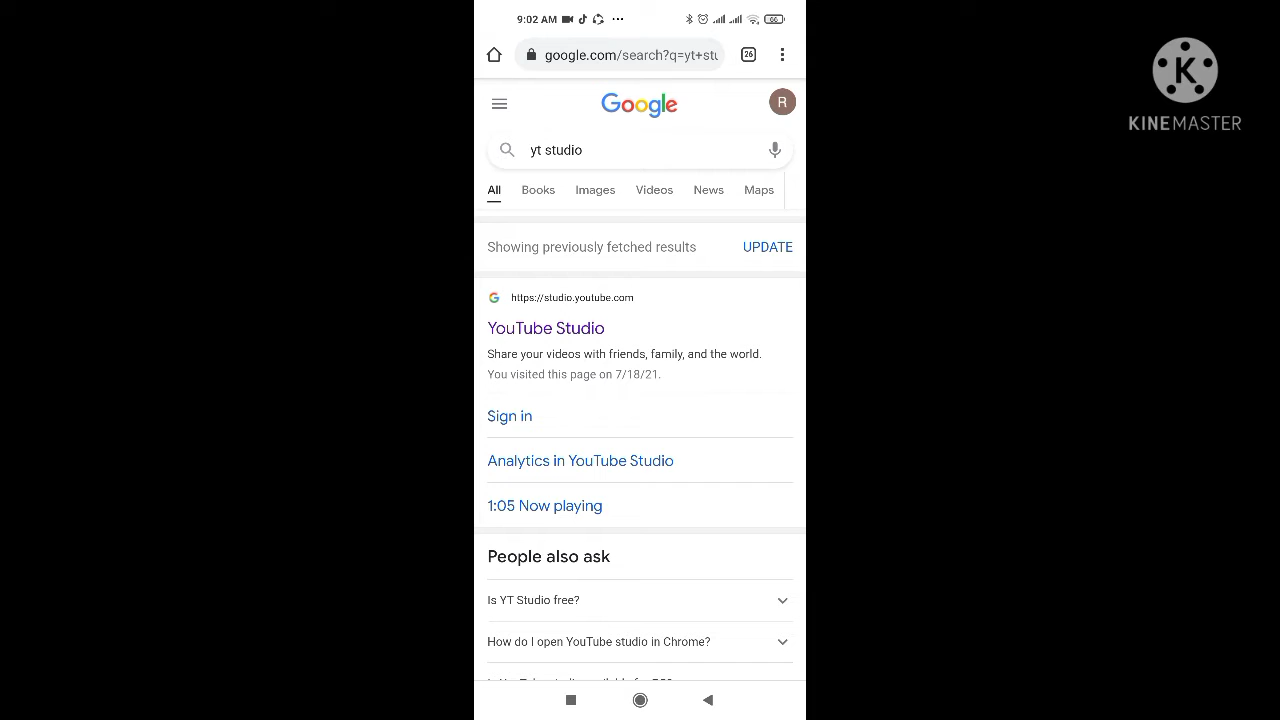 9:02 AM
66
google.com/search?q=yt+stu
26
Google
R
K
KINEMASTER
yt studio
All Books Images Videos News Maps
Showing previously fetched results UPDATE
G https://studio.youtube.com
YouTube Studio
Share your videos with friends, family, and the world.
You visited this page on 7/18/21.
Sign in
Analytics in YouTube Studio
1:05 Now playing
People also ask
Is YT Studio free?
How do I open YouTube studio in Chrome?